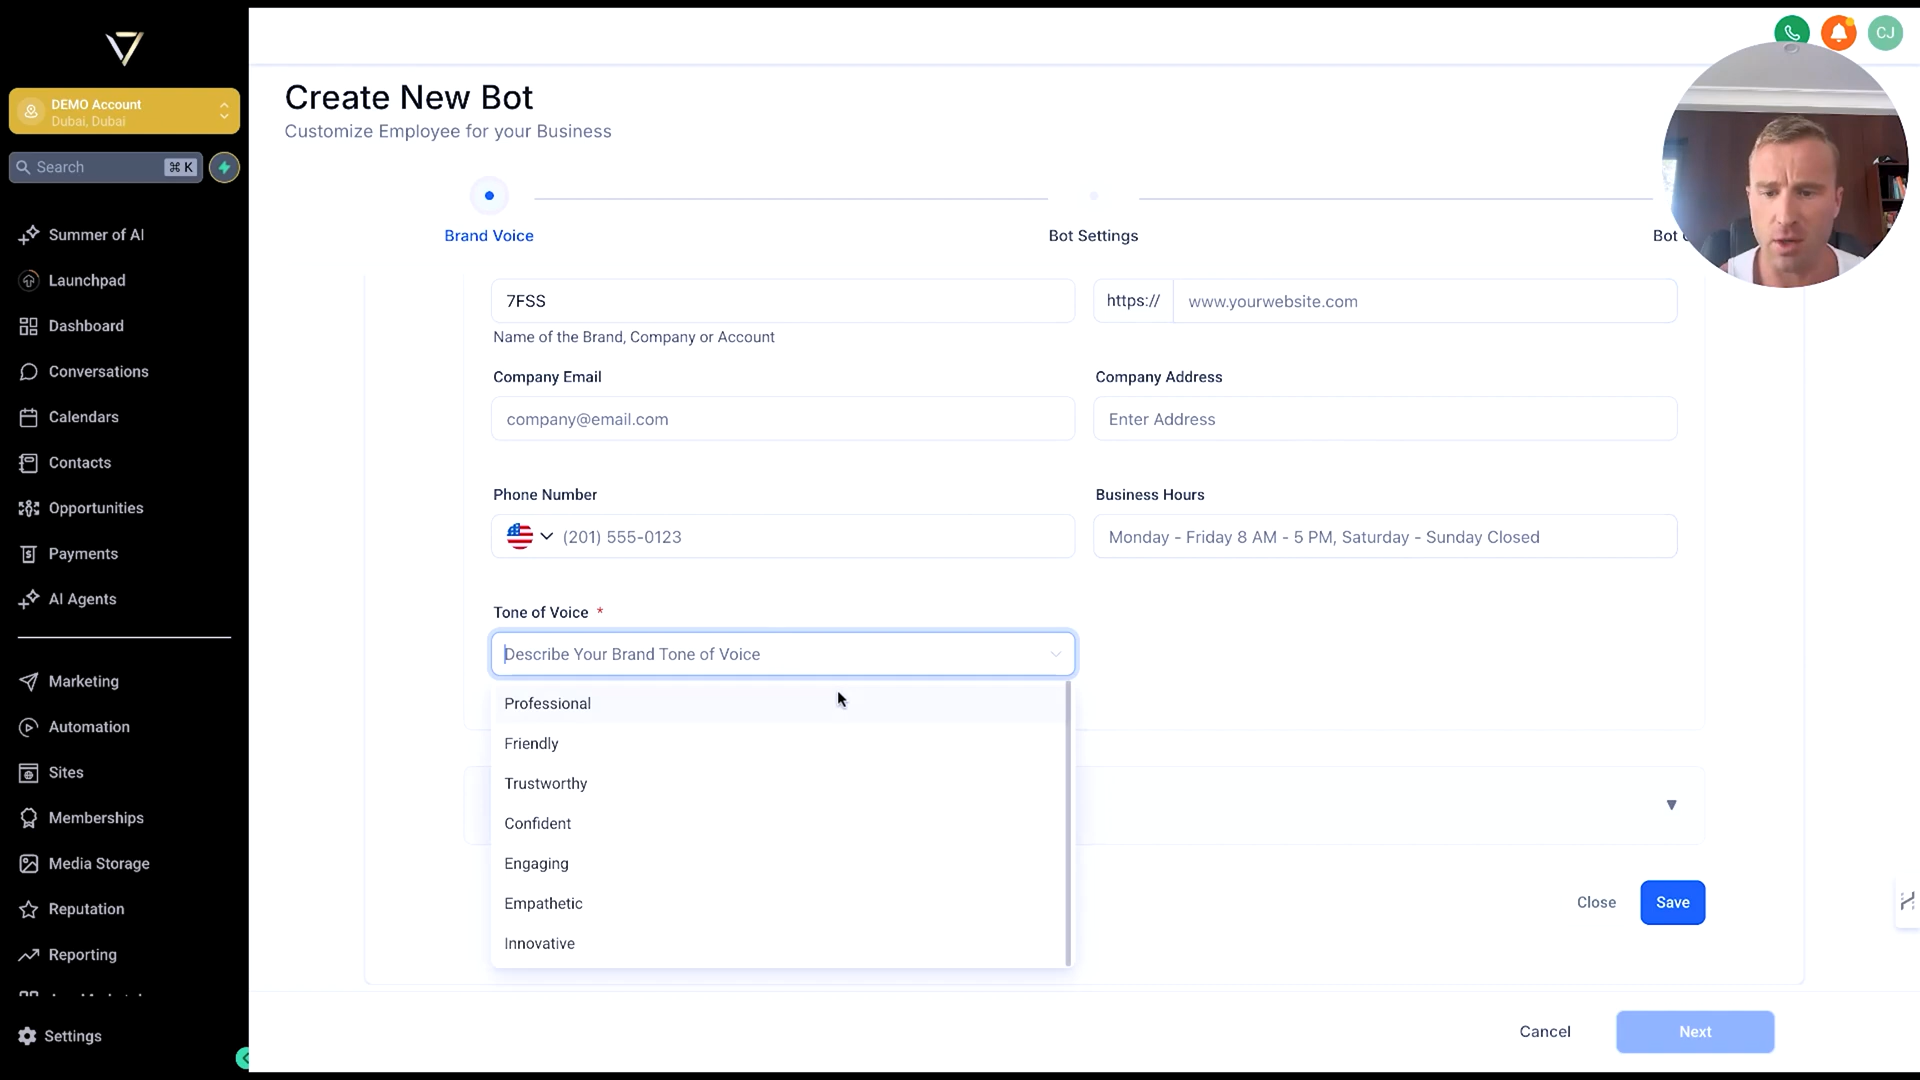 DEMO Account
Dubai, Dubai
Search
⌘ K
Summer of AI
Launchpad
Dashboard
Conversations
Calendars
Contacts
Opportunities
Payments
AI Agents
Marketing
Automation
Sites
Memberships
Media Storage
Reputation
Reporting
Settings
CJ
Create New Bot
Customize Employee for your Business
Brand Voice
Bot Settings
Bot
7FSS
https://
www.yourwebsite.com
Name of the Brand, Company or Account
Company Email
Company Address
company@email.com
Enter Address
Phone Number
Business Hours
(201) 555-0123
Monday - Friday 8 AM - 5 PM, Saturday - Sunday Closed
Tone of Voice *
Describe Your Brand Tone of Voice
Professional
Friendly
Trustworthy
Confident
Engaging
Empathetic
Innovative
Close
Save
Cancel
Next